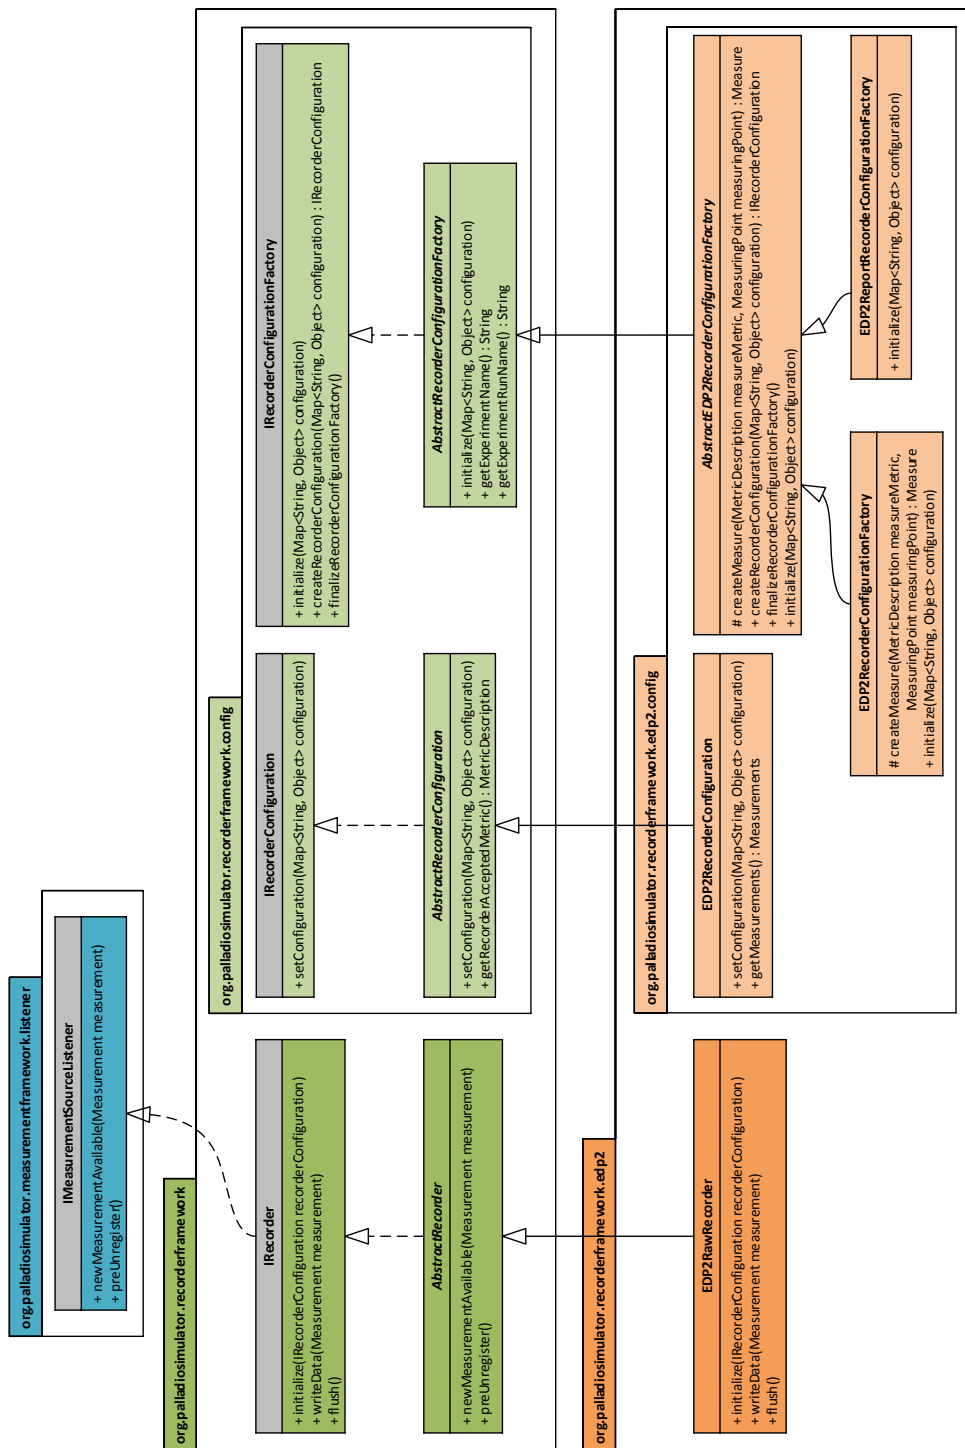 org.palladiosimulator.measurementframework.listener
IMeasurementSourceListener
+ newMeasurementAvailable(Measurement measurement)
+ preUnregister()
org.palladiosimulator.recorderframework
IRecorder
+ initialize(IRecorderConfiguration recorderConfiguration)
+ writeData(Measurement measurement)
+ flush()
AbstractRecorder
+ newMeasurementAvailable(Measurement measurement)
+ preUnregister()
org.palladiosimulator.recorderframework.config
IRecorderConfiguration
+ setConfiguration(Map<String, Object> configuration)
AbstractRecorderConfiguration
+ setConfiguration(Map<String, Object> configuration)
+ getRecorderAcceptedMetric() : MetricDescription
IRecorderConfigurationFactory
+ initialize(Map<String, Object> configuration)
+ createRecorderConfiguration(Map<String, Object> configuration) : IRecorderConfiguration
+ finalizeRecorderConfigurationFactory()
AbstractRecorderConfigurationFactory
+ initialize(Map<String, Object> configuration)
+ getExperimentName() : String
+ getExperimentRunName() : String
org.palladiosimulator.recorderframework.edp2
EDP2RawRecorder
+ initialize(IRecorderConfiguration recorderConfiguration)
+ writeData(Measurement measurement)
+ flush()
org.palladiosimulator.recorderframework.edp2.config
EDP2RecorderConfiguration
+ setConfiguration(Map<String, Object> configuration)
+ getMeasurements() : Measurements
AbstractEDP2RecorderConfigurationFactory
# createMeasure(MetricDescription measureMetric, MeasuringPoint measuringPoint) : Measure
+ createRecorderConfiguration(Map<String, Object> configuration): IRecorderConfiguration
+ finalizeRecorderConfigurationFactory()
+ initialize(Map<String, Object> configuration)
EDP2RecorderConfigurationFactory
# createMeasure(MetricDescription measureMetric,
MeasuringPoint measuringPoint) : Measure
+ initialize(Map<String, Object> configuration)
EDP2ReportRecorderConfigurationFactory
+ initialize(Map<String, Object> configuration)